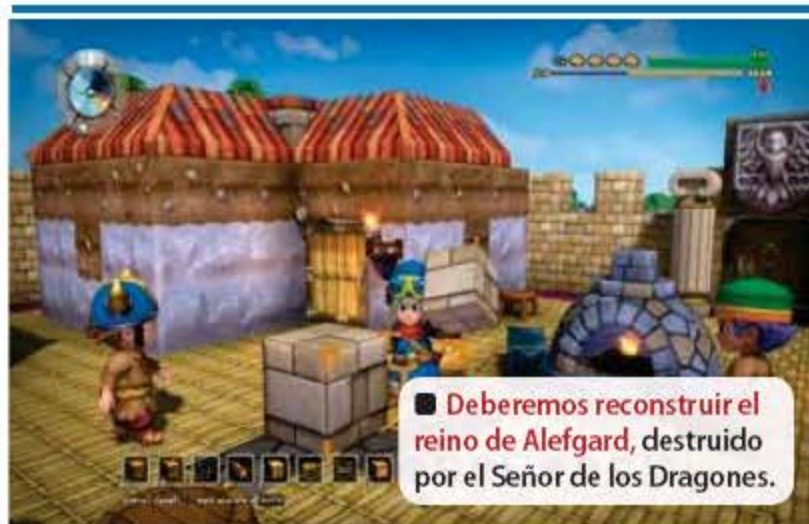 ■ Deberemos reconstruir el
reino de Alefgard, destruido
por el Señor de los Dragones.